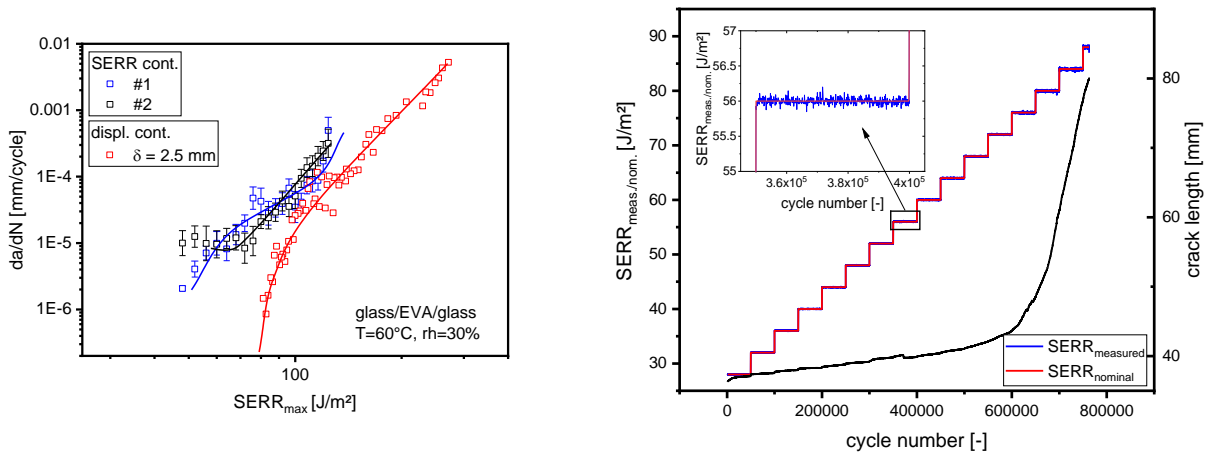 0.01
0.001
1E-4
1E-5
1E-6
da/dN [mm/cycle]
SERR cont.
#1
#2
displ. cont.
δ = 2.5 mm
glass/EVA/glass
T=60°C, rh=30%
100
SERRmax [J/m²]
90
80
70
60
50
40
30
SERRmeas./nom. [J/m²]
57
56.5
56
55.5
55
SERRmeas./nom. [J/m²]
3.6x10⁵ 3.8x10⁵ 4x10⁵
cycle number [-]
80
60
40
crack length [mm]
SERRmeasured
SERRnominal
0 200000 400000 600000 800000
cycle number [-]